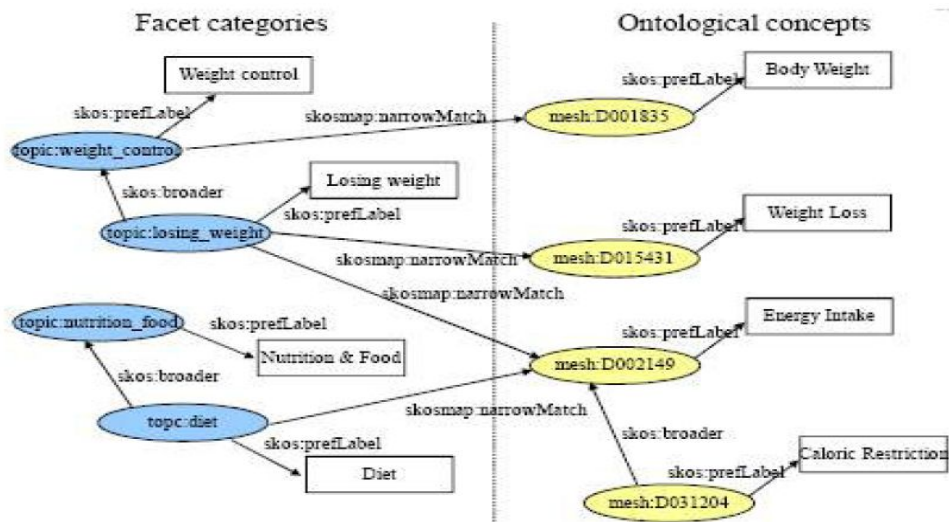 Facet categories
Ontological concepts
Weight control
Body Weight
skos:prefLabel
skos:prefLabel
skosmap:narrowMatch
mesh:D001835
topic:weight_control
Losing weight
skos:broader
skos:prefLabel
Weight Loss
topic:losing_weight
skos:prefLabel
skosmap:narrowMatch
mesh:D015431
skosmap:narrowMatch
topic:nutrition_food
Energy Intake
skos:prefLabel
skos:prefLabel
Nutrition & Food
mesh:D002149
skos:broader
skosmap:narrowMatch
topc:diet
skos:broader
skos:prefLabel
Caloric Restriction
Diet
skos:prefLabel
mesh:D031204